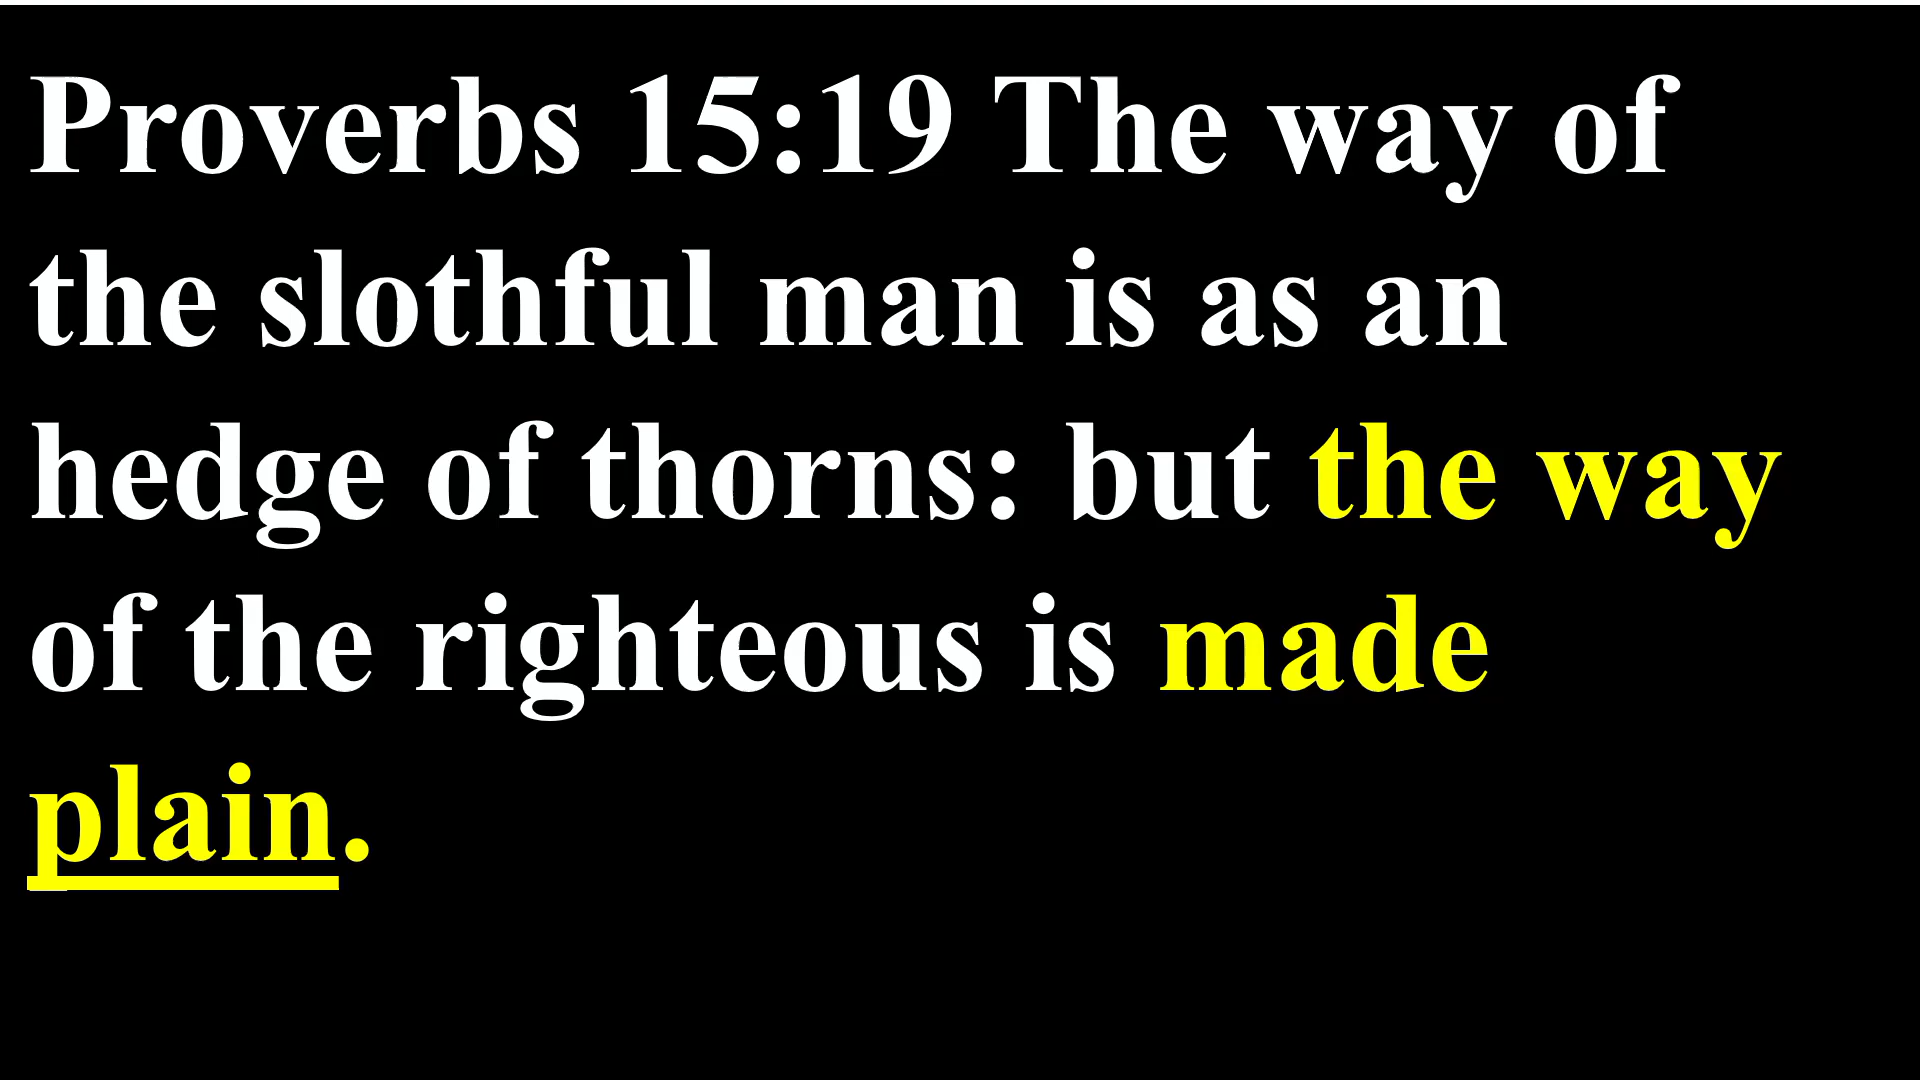 Proverbs 15:19 The way of
the slothful man is as an
hedge of thorns: but the way
of the righteous is made
plain.